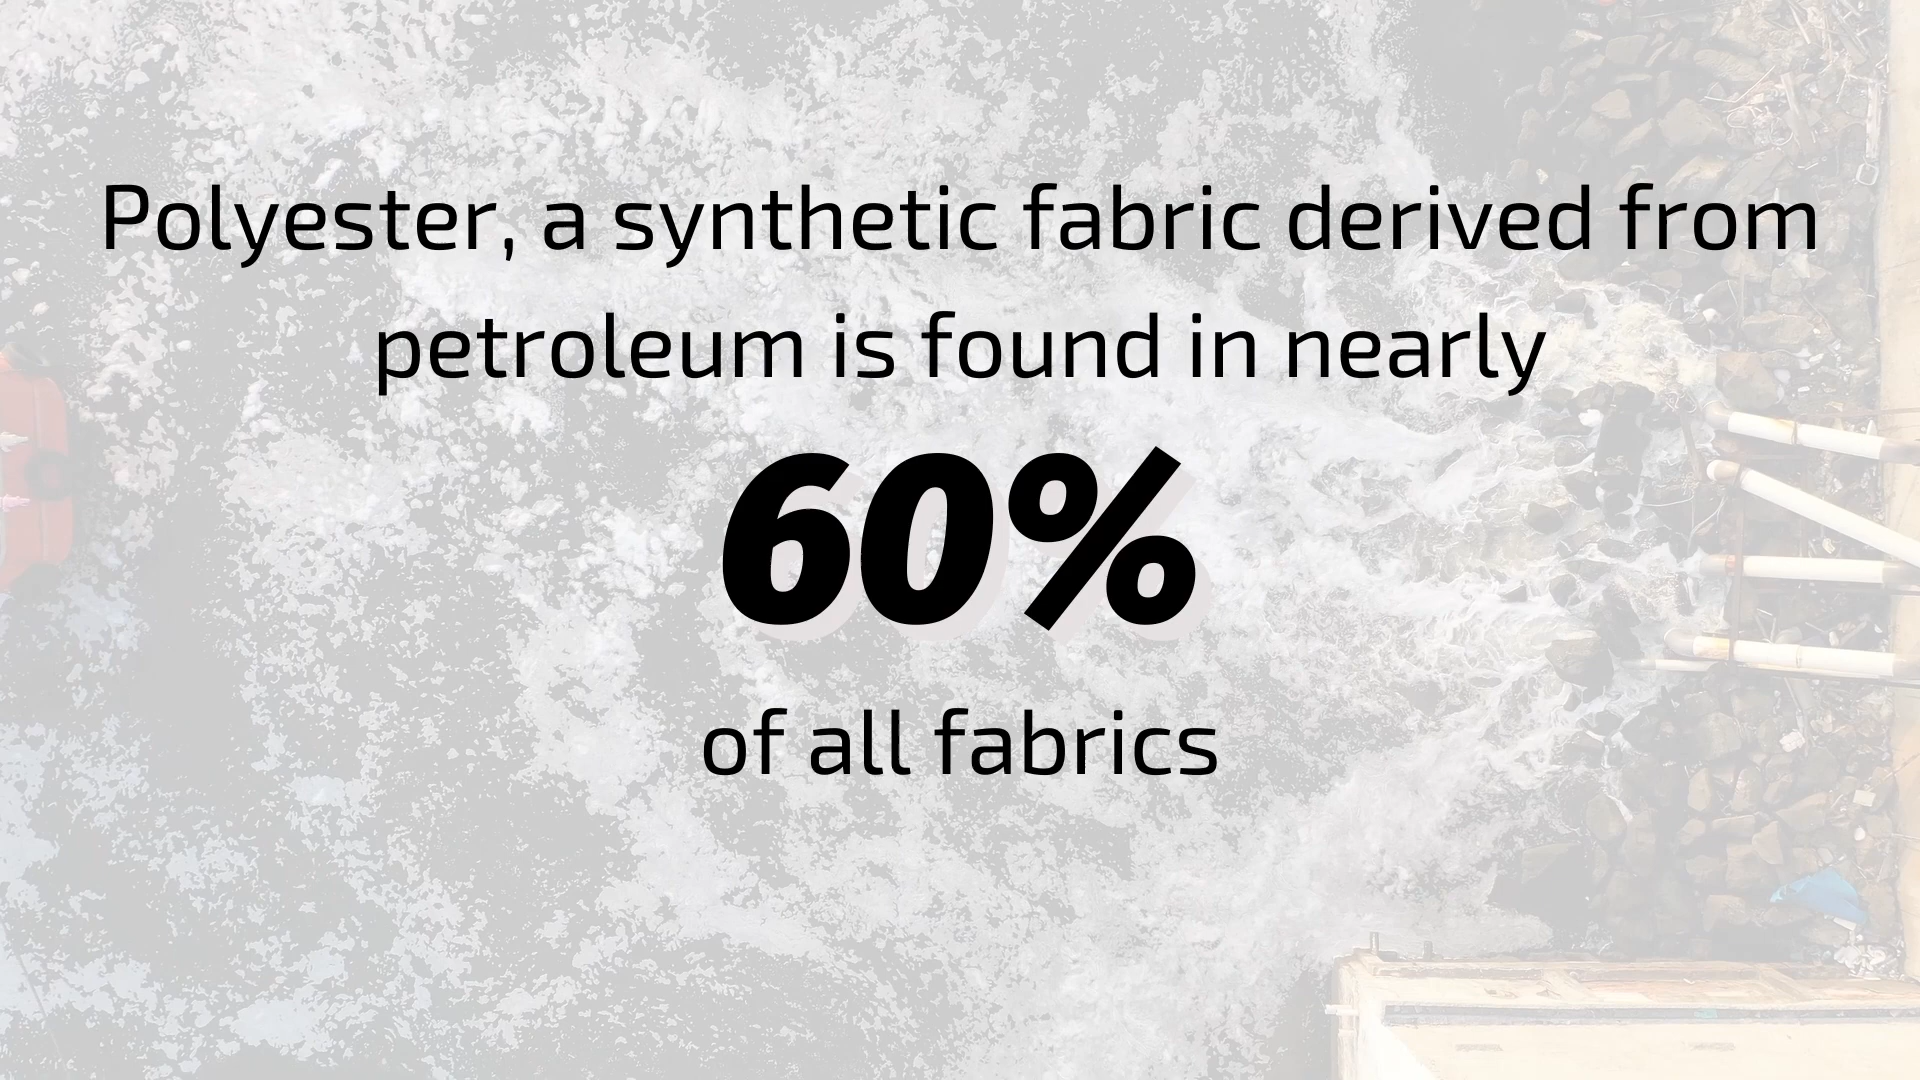 Polyester, a synthetic fabric derived from
petroleum is found in nearly
60%
of all fabrics